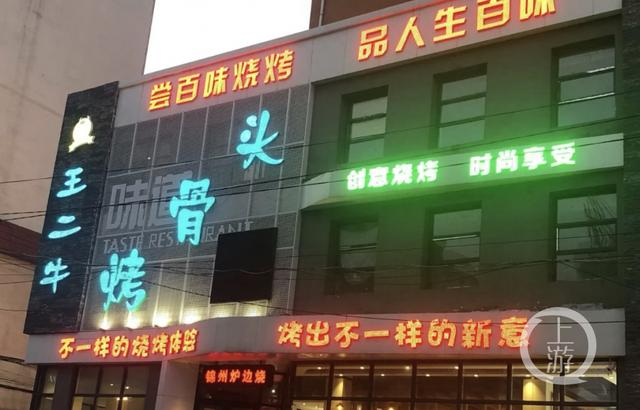 尝百味烧烤 品人生百味
创意烧烤 时尚享受
王二牛
烤骨头
味道
TASTE RESTAURANT
不一样的烧烤体验 烤出不一样的新意
锦州炉边烧
上游